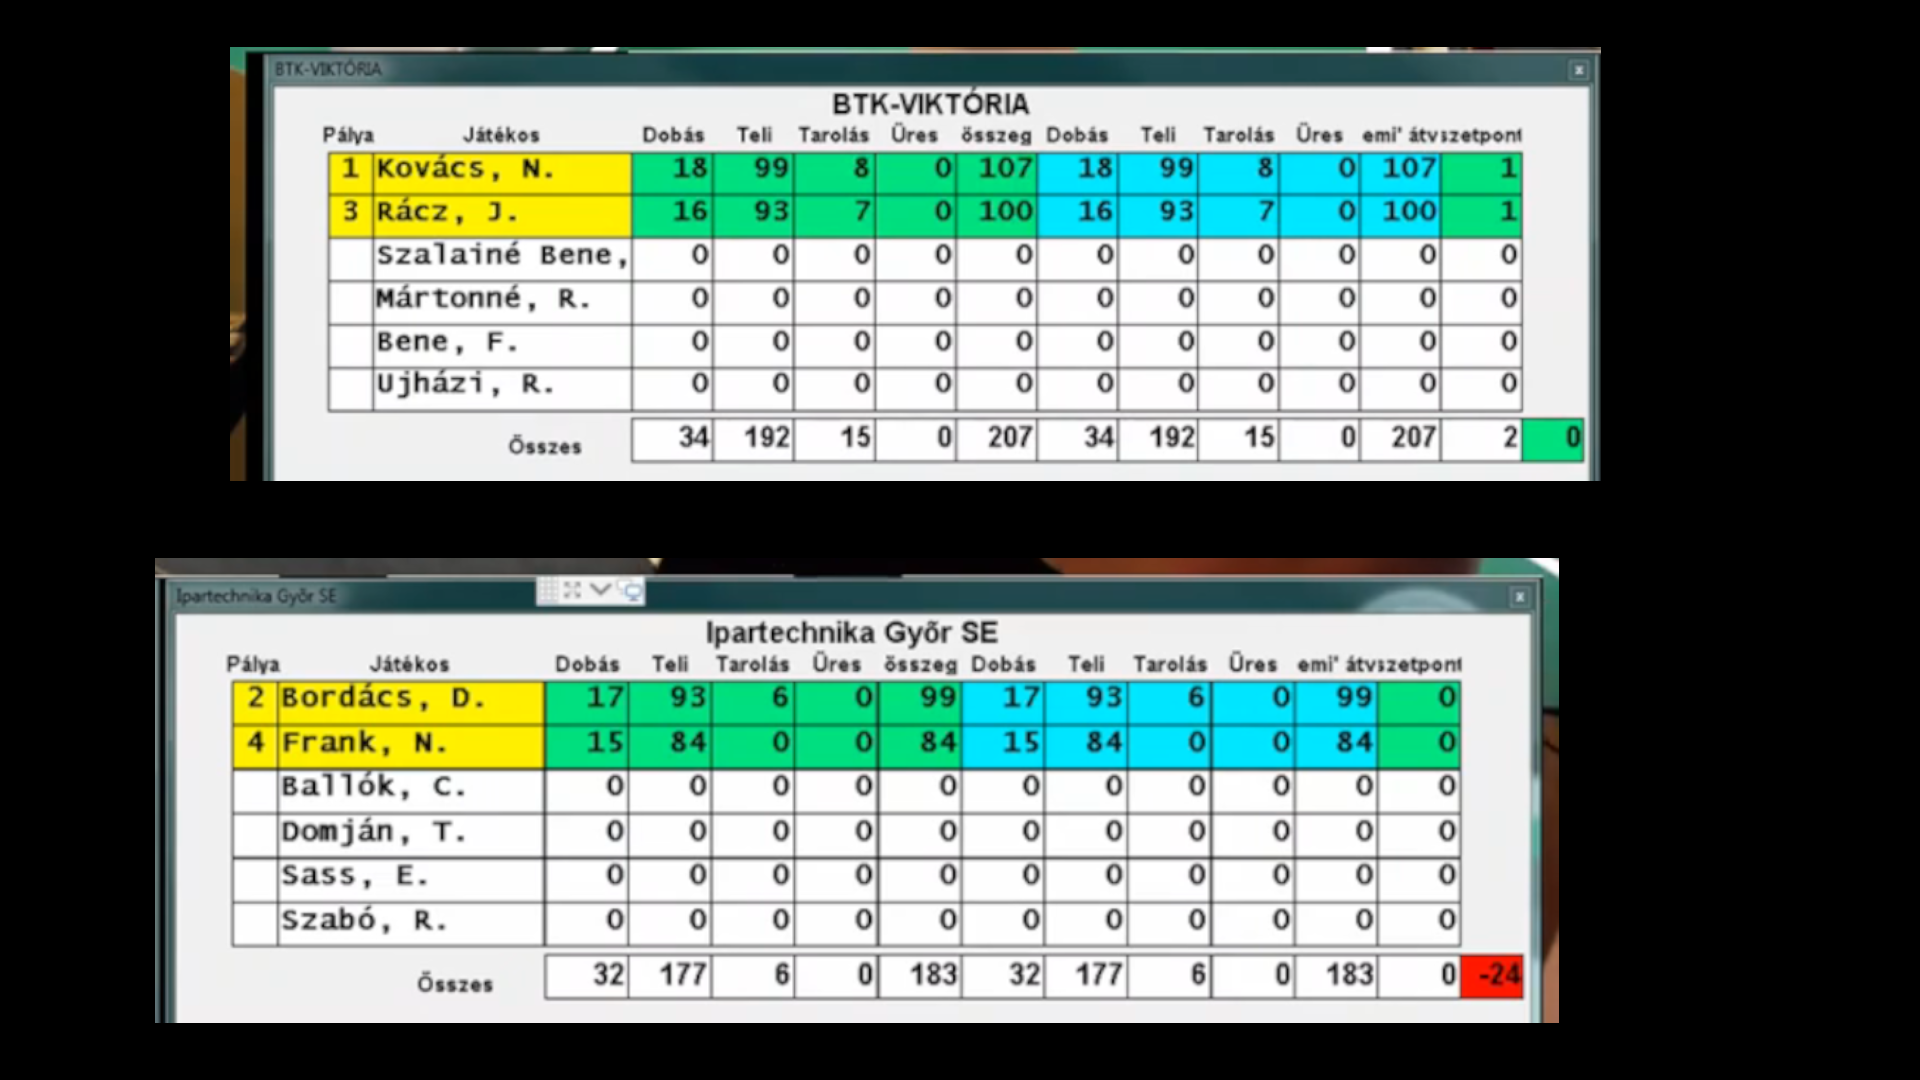 BTK-VIKTÓRIA
BTK-VIKTÓRIA
Pálya Játékos Dobás Teli Tarolás Üres összeg Dobás Teli Tarolás Üres emi' átv szetpont
1 Kovács, N. 18 99 8 0 107 18 99 8 0 107 1
3 Rácz, J. 16 93 7 0 100 16 93 7 0 100 1
Szalainé Bene, 0 0 0 0 0 0 0 0 0 0 0
Mártonné, R. 0 0 0 0 0 0 0 0 0 0 0
Bene, F. 0 0 0 0 0 0 0 0 0 0 0
Ujházi, R. 0 0 0 0 0 0 0 0 0 0 0
Összes 34 192 15 0 207 34 192 15 0 207 2 0
Ipartechnika Győr SE
Ipartechnika Győr SE
Pálya Játékos Dobás Teli Tarolás Üres összeg Dobás Teli Tarolás Üres emi' átv szetpont
2 Bordács, D. 17 93 6 0 99 17 93 6 0 99 0
4 Frank, N. 15 84 0 0 84 15 84 0 0 84 0
Ballók, C. 0 0 0 0 0 0 0 0 0 0 0
Domján, T. 0 0 0 0 0 0 0 0 0 0 0
Sass, E. 0 0 0 0 0 0 0 0 0 0 0
Szabó, R. 0 0 0 0 0 0 0 0 0 0 0
Összes 32 177 6 0 183 32 177 6 0 183 0 -24